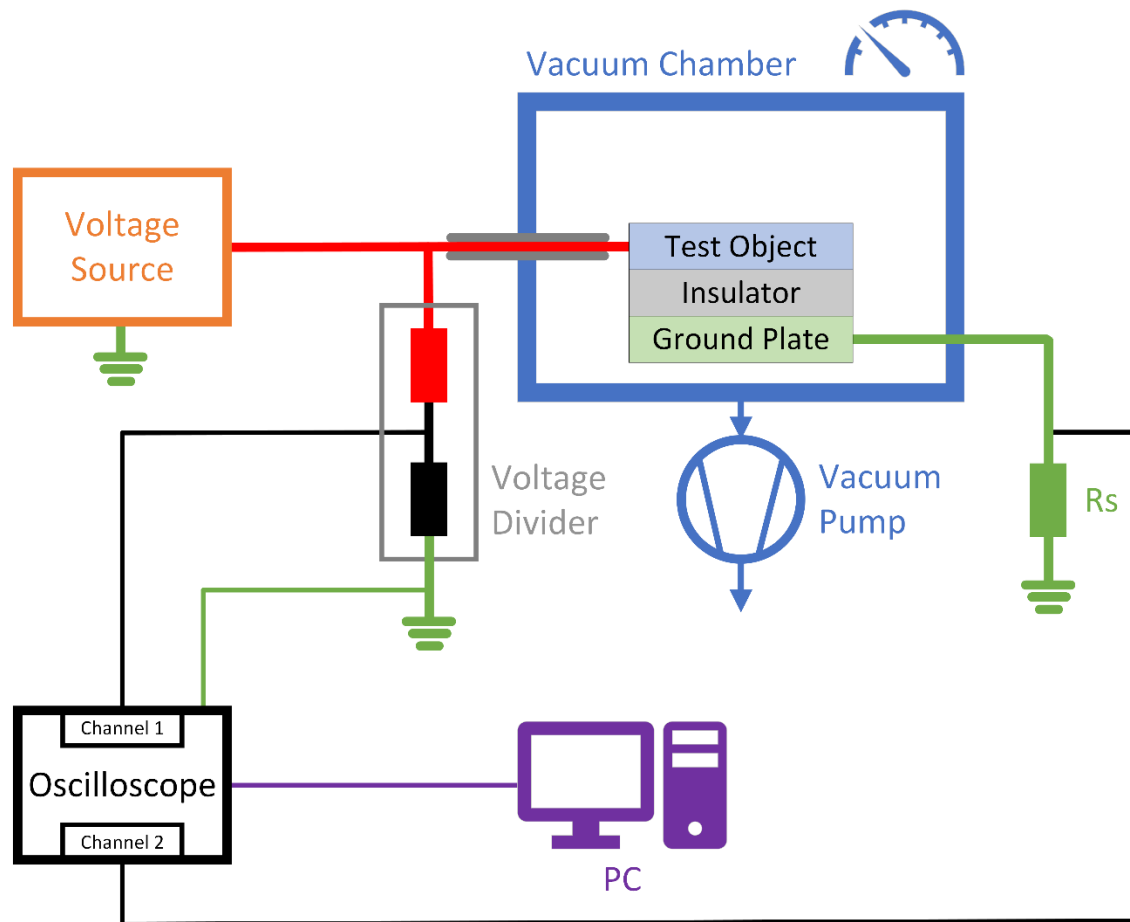 Vacuum Chamber
Voltage
Source
Test Object
Insulator
Ground Plate
Voltage
Divider
Vacuum
Pump
Rs
Channel 1
Oscilloscope
Channel 2
PC